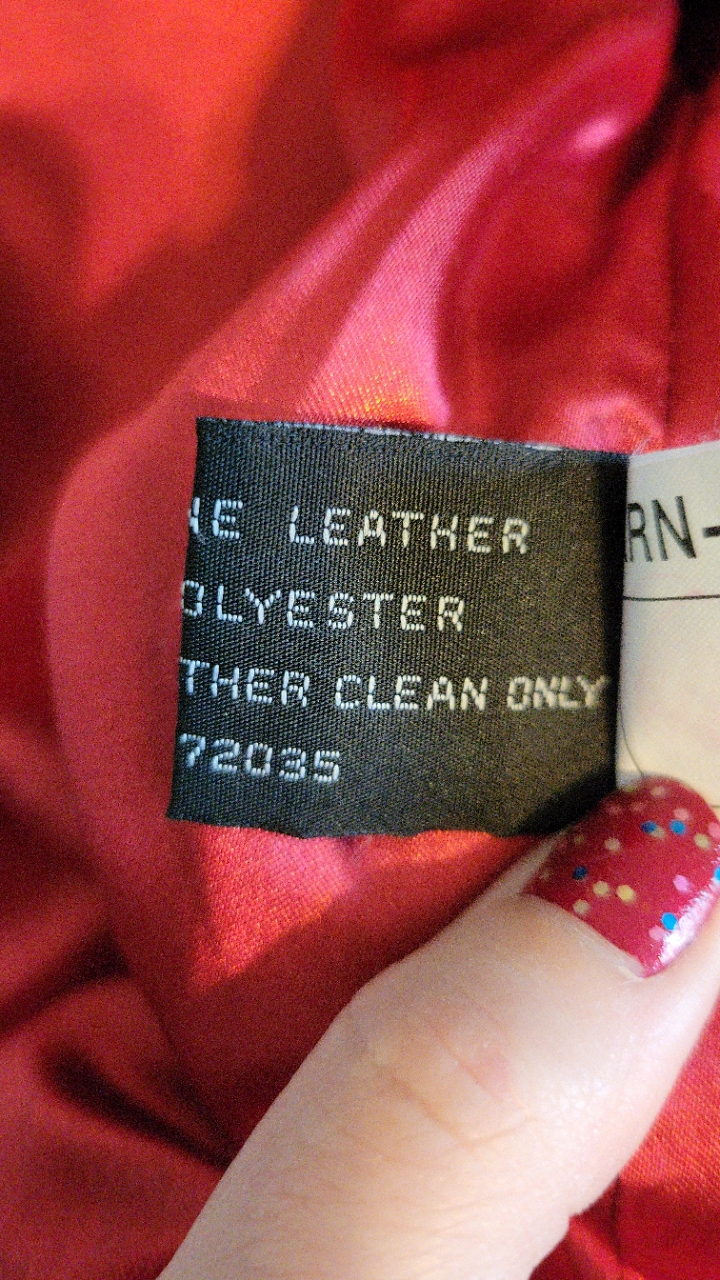 LEATHER
OLYESTER
THER CLEAN ONLY
72035
RN-